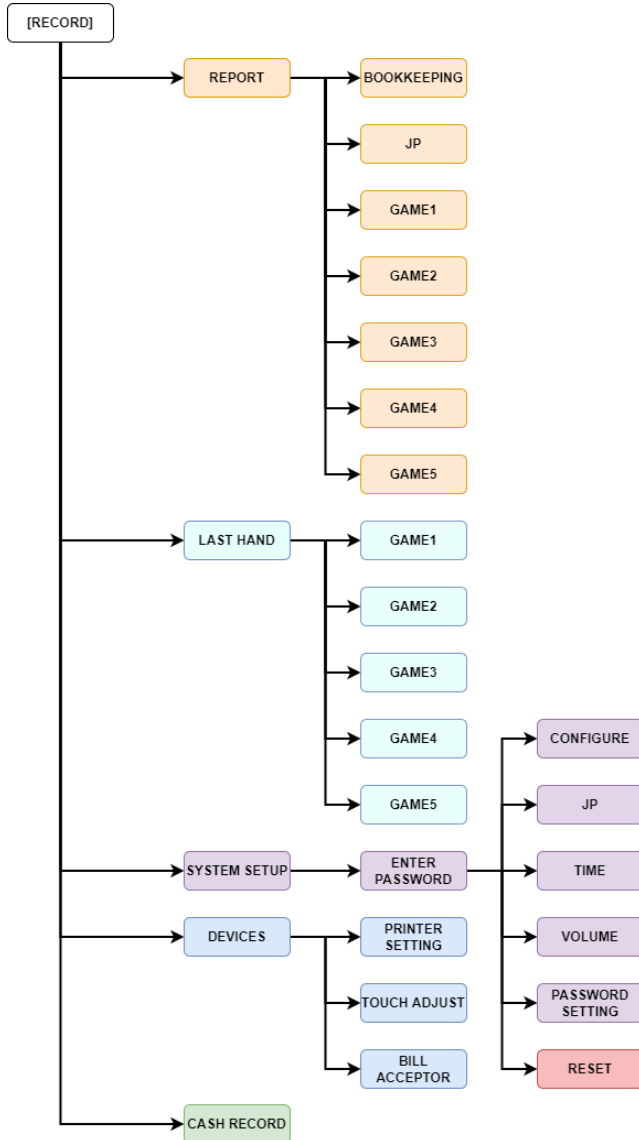 [RECORD]
REPORT
BOOKKEEPING
JP
GAME1
GAME2
GAME3
GAME4
GAME5
LAST HAND
GAME1
GAME2
GAME3
GAME4
GAME5
SYSTEM SETUP
ENTER
PASSWORD
CONFIGURE
JP
TIME
VOLUME
PASSWORD
SETTING
RESET
DEVICES
PRINTER
SETTING
TOUCH ADJUST
BILL
ACCEPTOR
CASH RECORD